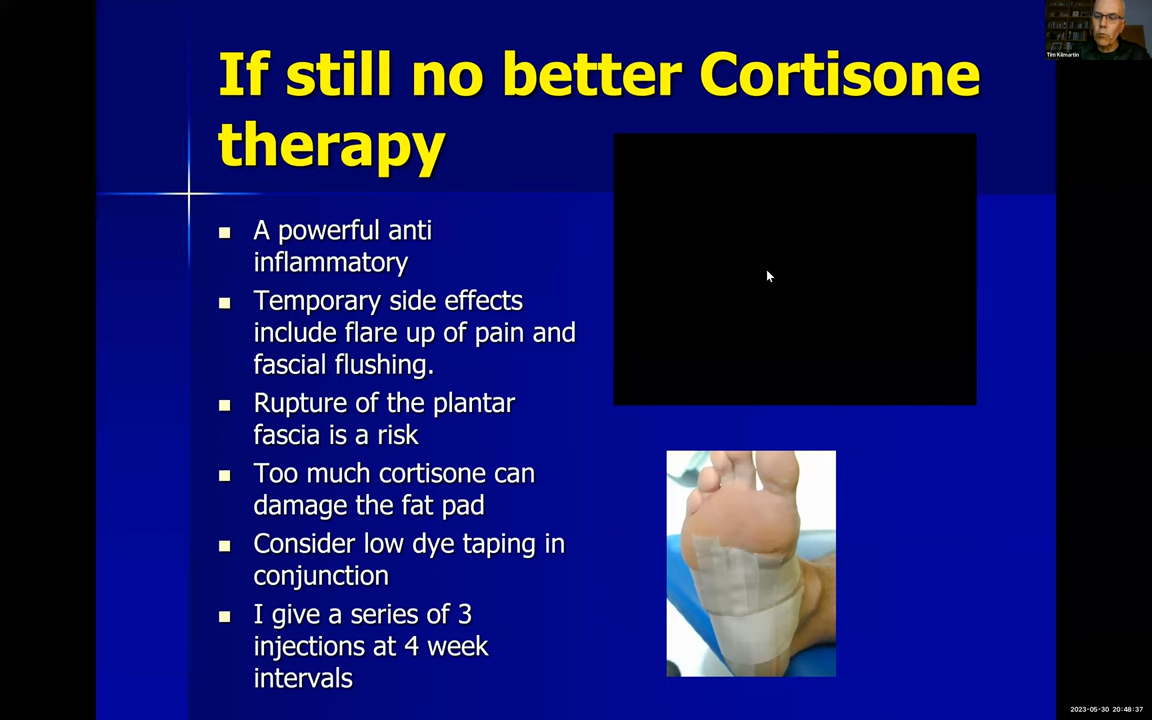 If still no better Cortisone
therapy
A powerful anti
inflammatory
Temporary side effects
include flare up of pain and
fascial flushing.
Rupture of the plantar
fascia is a risk
Too much cortisone can
damage the fat pad
Consider low dye taping in
conjunction
I give a series of 3
injections at 4 week
intervals
Tim Kilmartin
2023-05-30 20:48:37